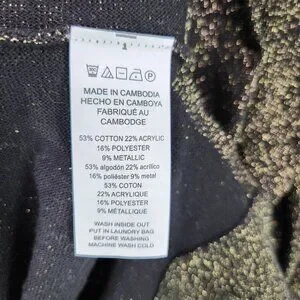 1
MADE IN CAMBODIA
HECHO EN CAMBOYA
FABRIQUÉ AU
CAMBODGE
53% COTTON 22% ACRYLIC
16% POLYESTER
9% METALLIC
53% algodón 22% acrílico
16% poliéster 9% metal
53% COTON
22% ACRYLIQUE
16% POLYESTER
9% METALLIQUE
WASH INSIDE OUT
PUT IN LAUNDRY BAG
BEFORE WASHING
MACHINE WASH COLD